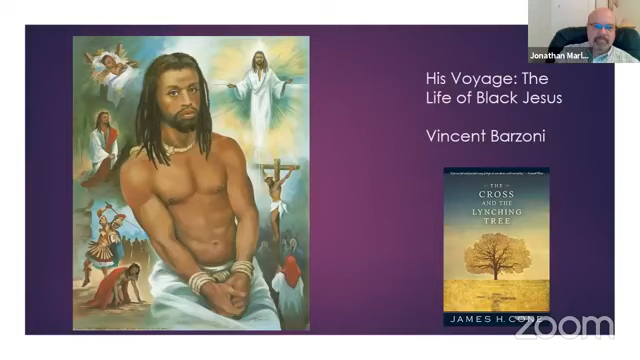 Jonathan Mari...
His Voyage: The
Life of Black Jesus
Vincent Barzoni
THE
CROSS
AND THE
LYNCHING
TREE
JAMES H. CONE
zoom